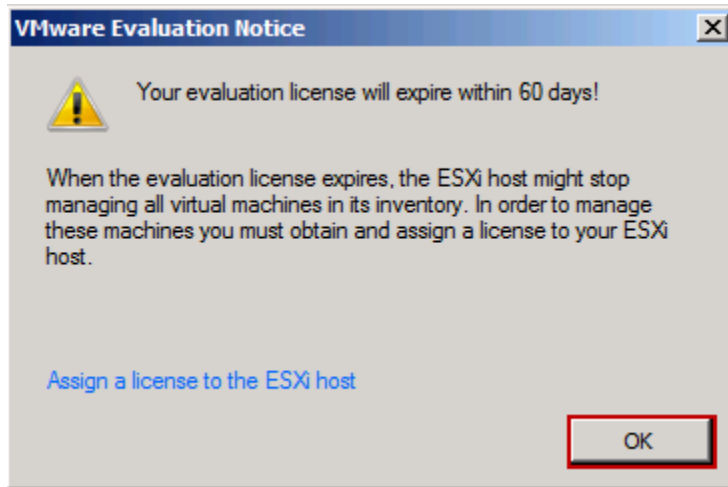 VMware Evaluation Notice
Your evaluation license will expire within 60 days!
When the evaluation license expires, the ESXi host might stop
managing all virtual machines in its inventory. In order to manage
these machines you must obtain and assign a license to your ESXi
host.
Assign a license to the ESXi host
OK